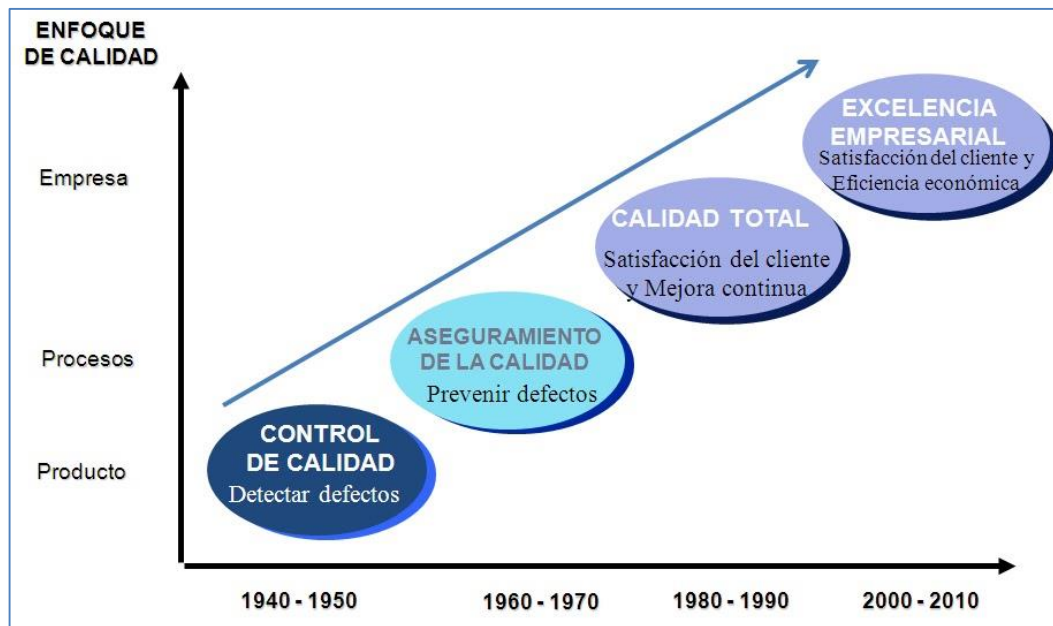 ENFOQUE
DE CALIDAD
EXCELENCIA
EMPRESARIAL
Satisfacción del cliente y
Eficiencia económica
Empresa
CALIDAD TOTAL
Satisfacción del cliente
y Mejora continua
ASEGURAMIENTO
DE LA CALIDAD
Prevenir defectos
Procesos
CONTROL
DE CALIDAD
Detectar defectos
Producto
1940 - 1950
1960 - 1970
1980 - 1990
2000 - 2010